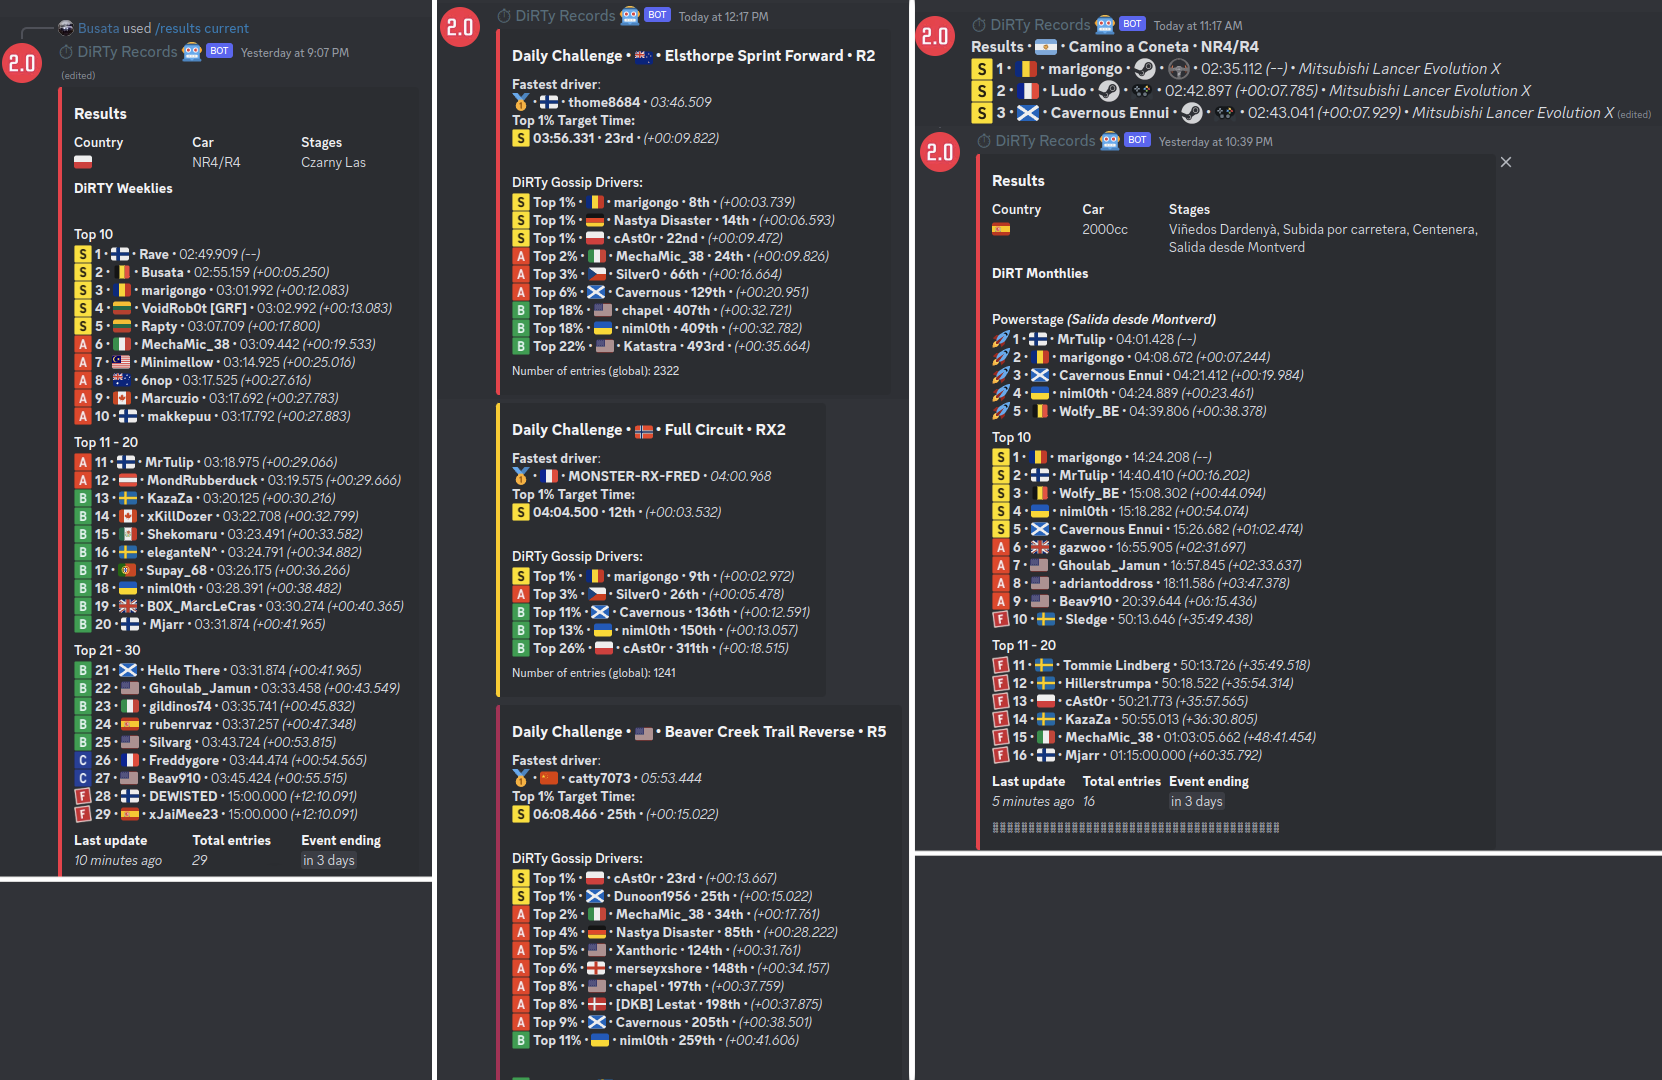 Busata used /results current
2.0
DiRTy Records BOT Yesterday at 9:07 PM
(edited)
Results
Country Car Stages
NR4/R4 Czarny Las
DiRTY Weeklies
Top 10
S 1 • Rave • 02:49.909 (--)
S 2 • Busata • 02:55.159 (+00:05.250)
S 3 • marigongo • 03:01.992 (+00:12.083)
S 4 • VoidRob0t [GRF] • 03:02.992 (+00:13.083)
S 5 • Rapty • 03:07.709 (+00:17.800)
A 6 • MechaMic_38 • 03:09.442 (+00:19.533)
A 7 • Minimellow • 03:14.925 (+00:25.016)
A 8 • 6nop • 03:17.525 (+00:27.616)
A 9 • Marcuzio • 03:17.692 (+00:27.783)
A 10 • makkepuu • 03:17.792 (+00:27.883)
Top 11 - 20
A 11 • MrTulip • 03:18.975 (+00:29.066)
A 12 • MondRubberduck • 03:19.575 (+00:29.666)
B 13 • KazaZa • 03:20.125 (+00:30.216)
B 14 • xKillDozer • 03:22.708 (+00:32.799)
B 15 • Shekomaru • 03:23.491 (+00:33.582)
B 16 • eleganteN^ • 03:24.791 (+00:34.882)
B 17 • Supay_68 • 03:26.175 (+00:36.266)
B 18 • niml0th • 03:28.391 (+00:38.482)
B 19 • B0X_MarcLeCras • 03:30.274 (+00:40.365)
B 20 • Mjarr • 03:31.874 (+00:41.965)
Top 21 - 30
B 21 • Hello There • 03:31.874 (+00:41.965)
B 22 • Ghoulab_Jamun • 03:33.458 (+00:43.549)
B 23 • gildinos74 • 03:35.741 (+00:45.832)
B 24 • rubenrvaz • 03:37.257 (+00:47.348)
B 25 • Silvarg • 03:43.724 (+00:53.815)
C 26 • Freddygore • 03:44.474 (+00:54.565)
C 27 • Beav910 • 03:45.424 (+00:55.515)
F 28 • DEWISTED • 15:00.000 (+12:10.091)
F 29 • xJaiMee23 • 15:00.000 (+12:10.091)
Last update Total entries Event ending
10 minutes ago 29 in 3 days
2.0
DiRTy Records BOT Today at 12:17 PM
Daily Challenge • • Elsthorpe Sprint Forward • R2
Fastest driver:
1 • • thome8684 • 03:46.509
Top 1% Target Time:
S 03:56.331 • 23rd • (+00:09.822)
DiRTy Gossip Drivers:
S Top 1% • • marigongo • 8th • (+00:03.739)
S Top 1% • • Nastya Disaster • 14th • (+00:06.593)
S Top 1% • • cAst0r • 22nd • (+00:09.472)
A Top 2% • • MechaMic_38 • 24th • (+00:09.826)
A Top 3% • • Silver0 • 66th • (+00:16.664)
A Top 6% • • Cavernous • 129th • (+00:20.951)
B Top 18% • • chapel • 407th • (+00:32.721)
B Top 18% • • niml0th • 409th • (+00:32.782)
B Top 22% • • Katastra • 493rd • (+00:35.664)
Number of entries (global): 2322
Daily Challenge • • Full Circuit • RX2
Fastest driver:
1 • • MONSTER-RX-FRED • 04:00.968
Top 1% Target Time:
S 04:04.500 • 12th • (+00:03.532)
DiRTy Gossip Drivers:
S Top 1% • • marigongo • 9th • (+00:02.972)
A Top 3% • • Silver0 • 26th • (+00:05.478)
B Top 11% • • Cavernous • 136th • (+00:12.591)
B Top 13% • • niml0th • 150th • (+00:13.057)
B Top 26% • • cAst0r • 311th • (+00:18.515)
Number of entries (global): 1241
Daily Challenge • • Beaver Creek Trail Reverse • R5
Fastest driver:
1 • • catty7073 • 05:53.444
Top 1% Target Time:
S 06:08.466 • 25th • (+00:15.022)
DiRTy Gossip Drivers:
S Top 1% • • cAst0r • 23rd • (+00:13.667)
S Top 1% • • Dunoon1956 • 25th • (+00:15.022)
A Top 2% • • MechaMic_38 • 34th • (+00:17.761)
A Top 4% • • Nastya Disaster • 85th • (+00:28.222)
A Top 5% • • Xanthoric • 124th • (+00:31.761)
A Top 6% • • merseyxshore • 148th • (+00:34.157)
A Top 8% • • chapel • 197th • (+00:37.759)
A Top 8% • • [DKB] Lestat • 198th • (+00:37.875)
A Top 9% • • Cavernous • 205th • (+00:38.501)
B Top 11% • • niml0th • 259th • (+00:41.606)
2.0
DiRTy Records BOT Today at 11:17 AM
Results • • Camino a Coneta • NR4/R4
S 1 • • marigongo • • • 02:35.112 (--) • Mitsubishi Lancer Evolution X
S 2 • • Ludo • • • 02:42.897 (+00:07.785) • Mitsubishi Lancer Evolution X
S 3 • • Cavernous Ennui • • • 02:43.041 (+00:07.929) • Mitsubishi Lancer Evolution X (edited)
2.0
DiRTy Records BOT Yesterday at 10:39 PM
Results
Country Car Stages
2000cc Viñedos Dardenyà, Subida por carretera, Centenera,
Salida desde Montverd
DiRT Monthlies
Powerstage (Salida desde Montverd)
1 • • MrTulip • 04:01.428 (--)
2 • • marigongo • 04:08.672 (+00:07.244)
3 • • Cavernous Ennui • 04:21.412 (+00:19.984)
4 • • niml0th • 04:24.889 (+00:23.461)
5 • • Wolfy_BE • 04:39.806 (+00:38.378)
Top 10
S 1 • • marigongo • 14:24.208 (--)
S 2 • • MrTulip • 14:40.410 (+00:16.202)
S 3 • • Wolfy_BE • 15:08.302 (+00:44.094)
S 4 • • niml0th • 15:18.282 (+00:54.074)
S 5 • • Cavernous Ennui • 15:26.682 (+01:02.474)
A 6 • • gazwoo • 16:55.905 (+02:31.697)
A 7 • • Ghoulab_Jamun • 16:57.845 (+02:33.637)
A 8 • • adriantoddross • 18:11.586 (+03:47.378)
A 9 • • Beav910 • 20:39.644 (+06:15.436)
F 10 • • Sledge • 50:13.646 (+35:49.438)
Top 11 - 20
F 11 • • Tommie Lindberg • 50:13.726 (+35:49.518)
F 12 • • Hillerstrumpa • 50:18.522 (+35:54.314)
F 13 • • cAst0r • 50:21.773 (+35:57.565)
F 14 • • KazaZa • 50:55.013 (+36:30.805)
F 15 • • MechaMic_38 • 01:03:05.662 (+48:41.454)
F 16 • • Mjarr • 01:15:00.000 (+60:35.792)
Last update Total entries Event ending
5 minutes ago 16 in 3 days